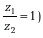 z₁/z₂ = 1)